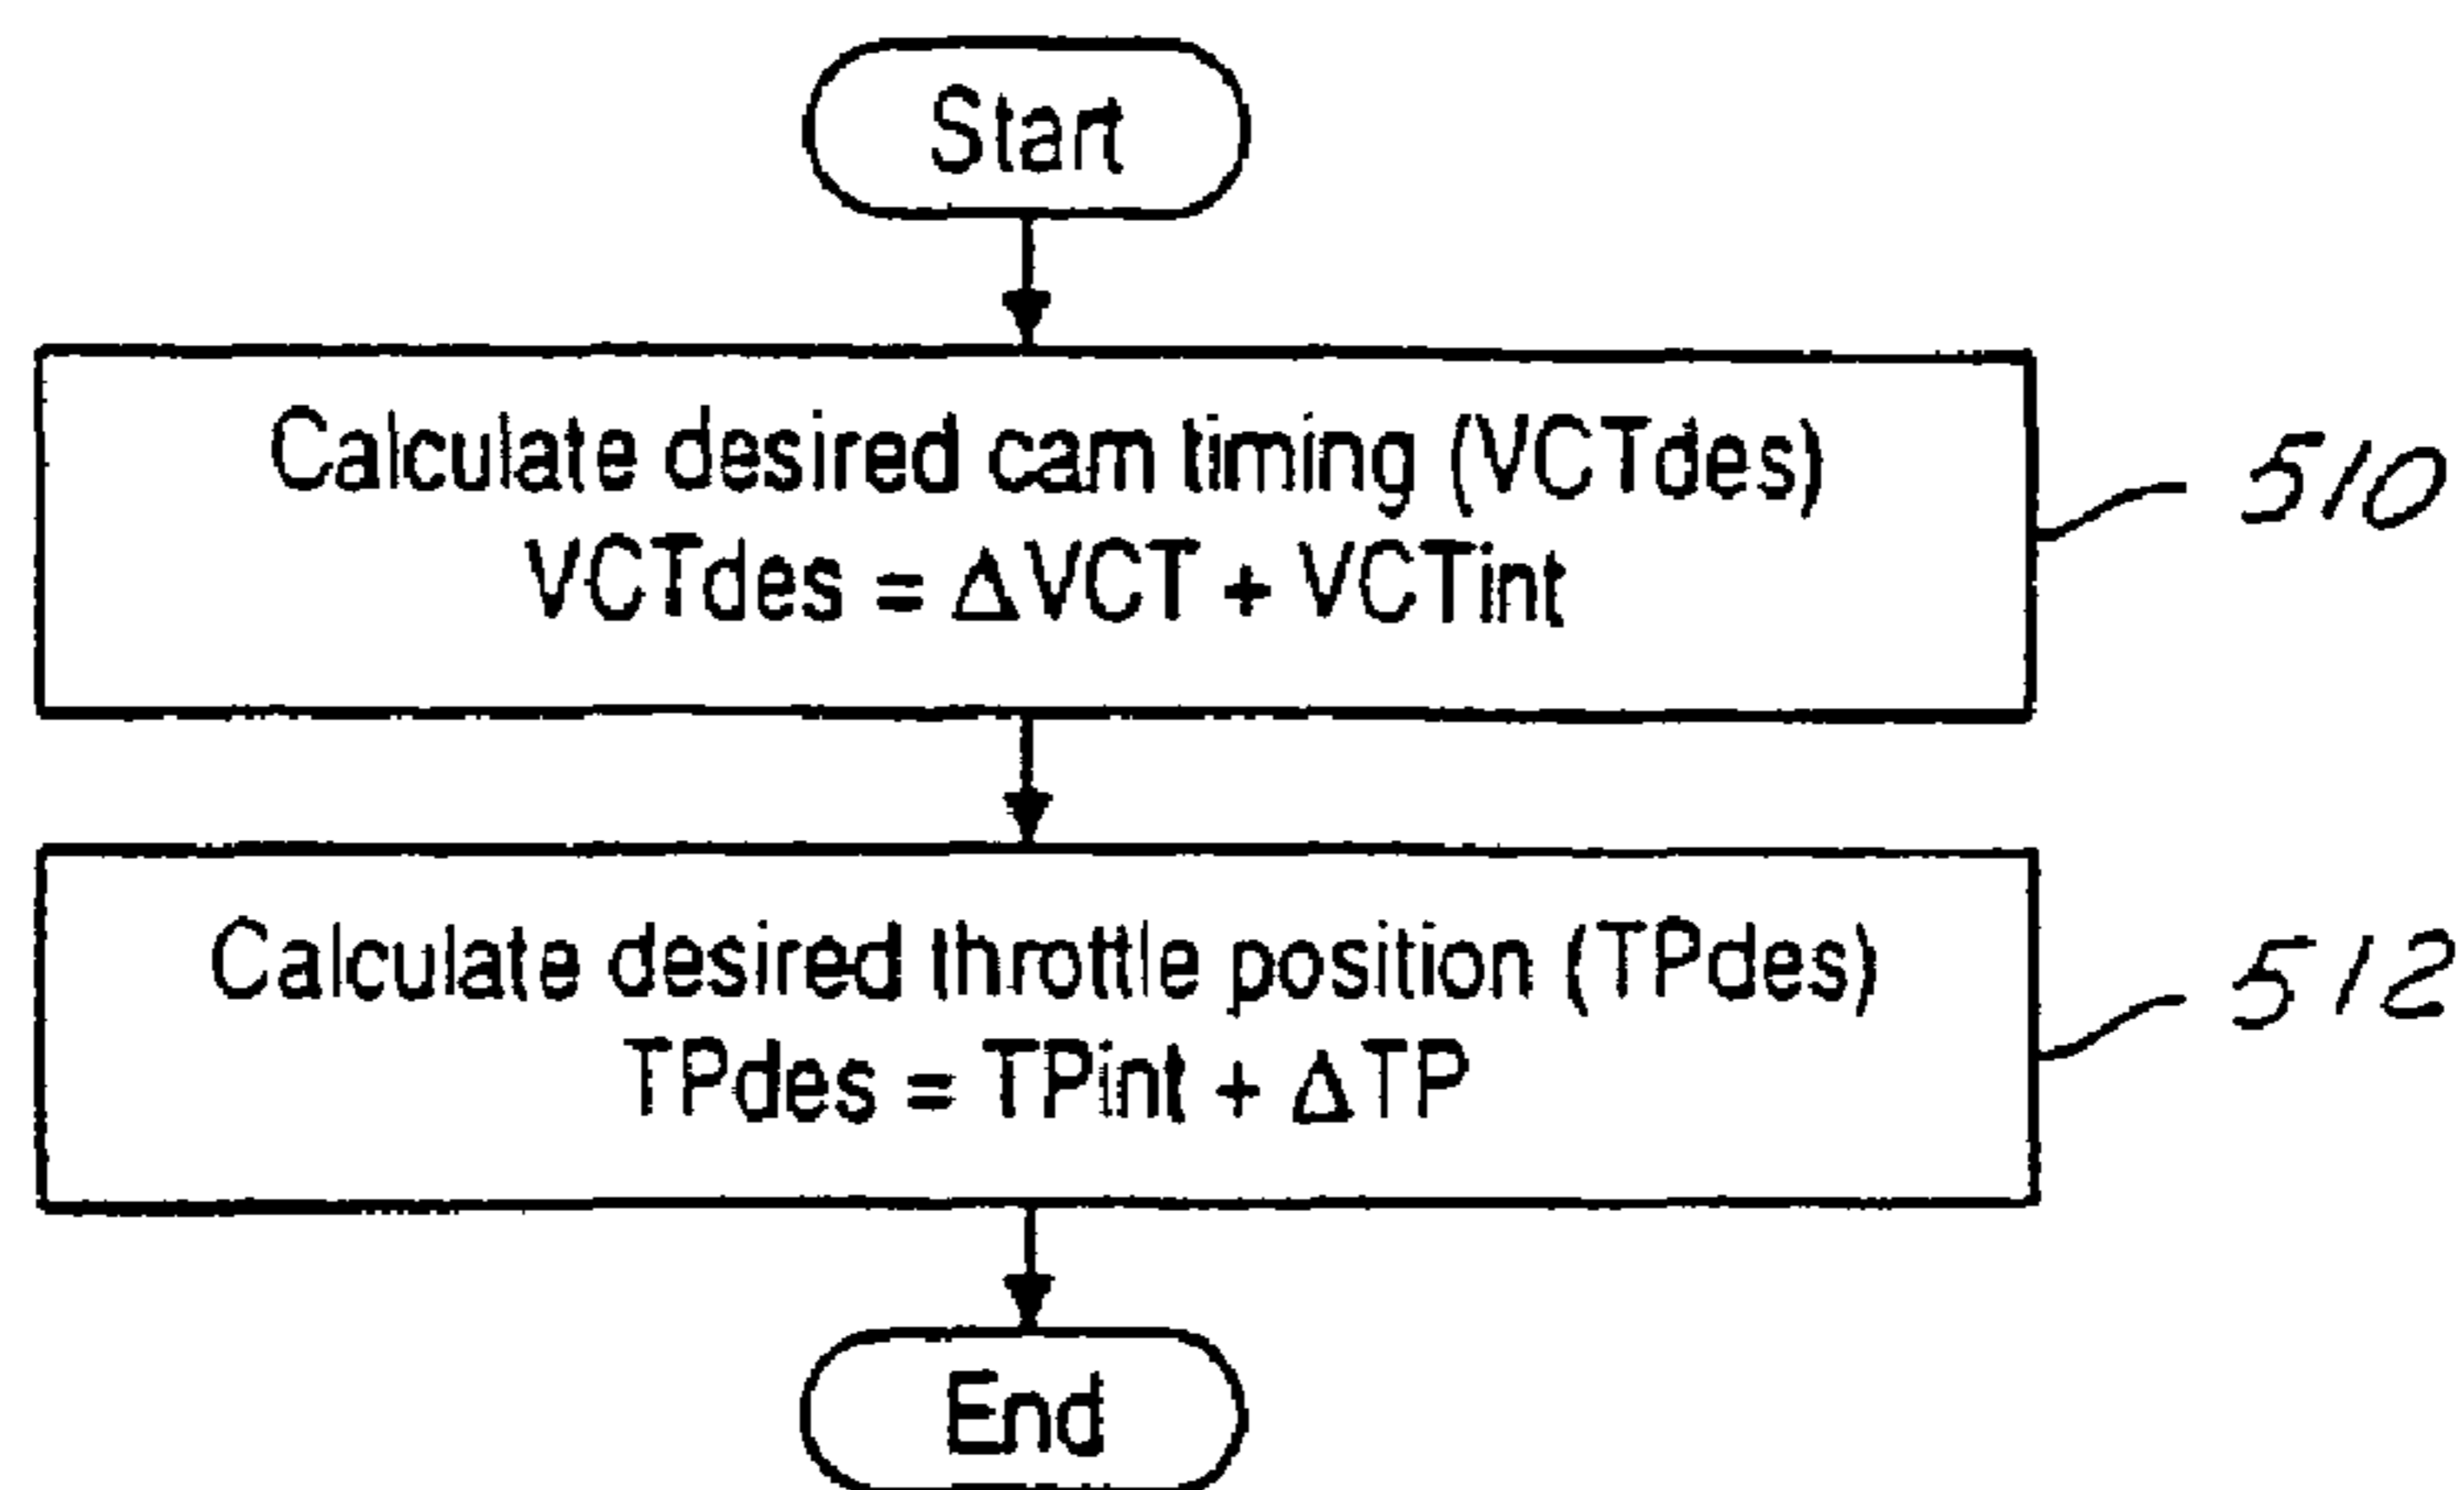 Start
Calculate desired cam timing (VCTdes)
VCTdes = ΔVCT + VCTint
510
Calculate desired throttle position (TPdes)
TPdes = TPint + ΔTP
512
End